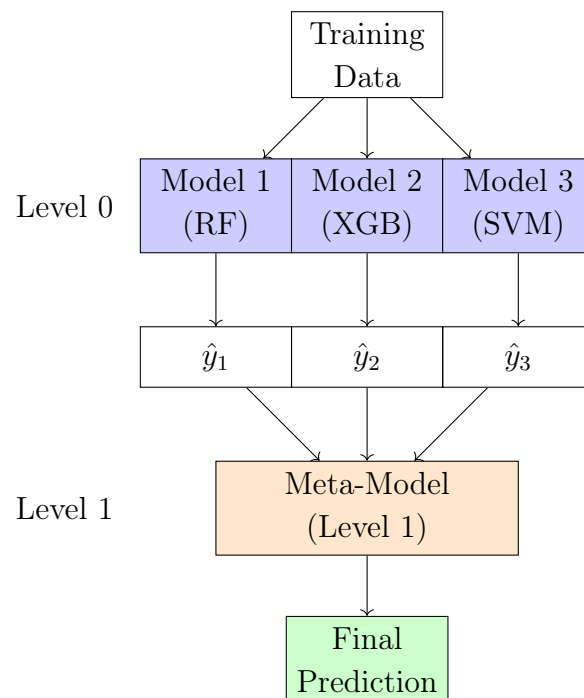 Training
Data
Level 0
Model 1
(RF)
Model 2
(XGB)
Model 3
(SVM)
ŷ₁
ŷ₂
ŷ₃
Level 1
Meta-Model
(Level 1)
Final
Prediction